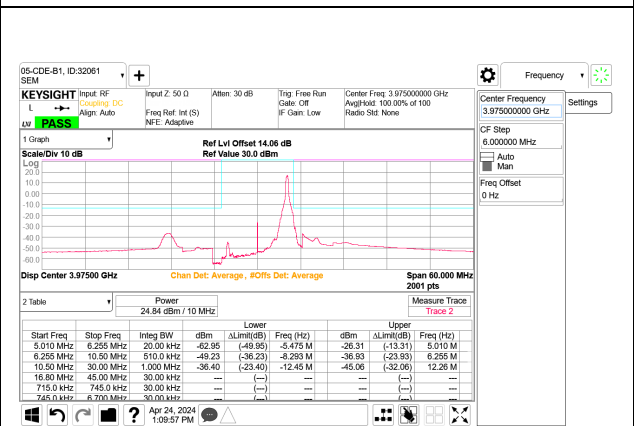 05-CDE-B1, ID:32061
SEM
Frequency
KEYSIGHT Input: RF Input Z: 50 Ω Atten: 30 dB Trig: Free Run Center Freq: 3.975000000 GHz
L Coupling: DC Gate: Off Avg|Hold: 100.00% of 100
Align: Auto Freq Ref: Int (S) IF Gain: Low Radio Std: None
LXI PASS NFE: Adaptive
Center Frequency
3.975000000 GHz
Settings
CF Step
6.000000 MHz
Auto
Man
Freq Offset
0 Hz
1 Graph Ref Lvl Offset 14.06 dB
Scale/Div 10 dB Ref Value 30.0 dBm
Log
20.0
10.0
0.00
-10.0
-20.0
-30.0
-40.0
-50.0
-60.0
Disp Center 3.97500 GHz Chan Det: Average , #Offs Det: Average Span 60.000 MHz
2001 pts
2 Table Power Measure Trace
24.84 dBm / 10 MHz Trace 2
Lower Upper
Start Freq Stop Freq Integ BW dBm ΔLimit(dB) Freq (Hz) dBm ΔLimit(dB) Freq (Hz)
5.010 MHz 6.255 MHz 20.00 kHz -62.95 (-49.95) -5.475 M -26.31 (-13.31) 5.010 M
6.255 MHz 10.50 MHz 510.0 kHz -49.23 (-36.23) -8.293 M -36.93 (-23.93) 6.255 M
10.50 MHz 30.00 MHz 1.000 MHz -36.40 (-23.40) -12.45 M -45.06 (-32.06) 12.26 M
16.80 MHz 45.00 MHz 30.00 kHz --- (---) --- --- (---) ---
715.0 kHz 745.0 kHz 30.00 kHz --- (---) --- --- (---) ---
745.0 kHz 6.700 MHz 30.00 kHz --- (---) --- --- (---) ---
? Apr 24, 2024
1:09:57 PM